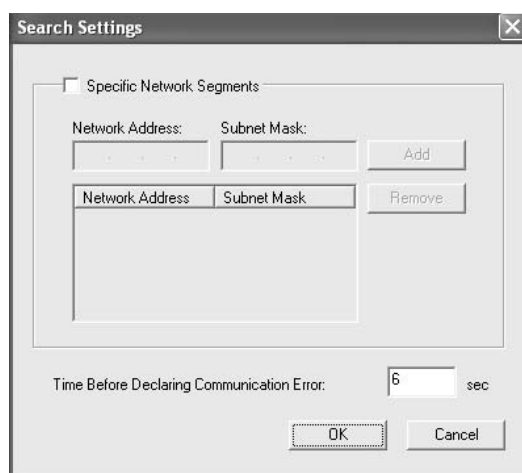 Search Settings
Specific Network Segments
Network Address: Subnet Mask:
Add
Network Address Subnet Mask
Remove
Time Before Declaring Communication Error: 6 sec
OK Cancel